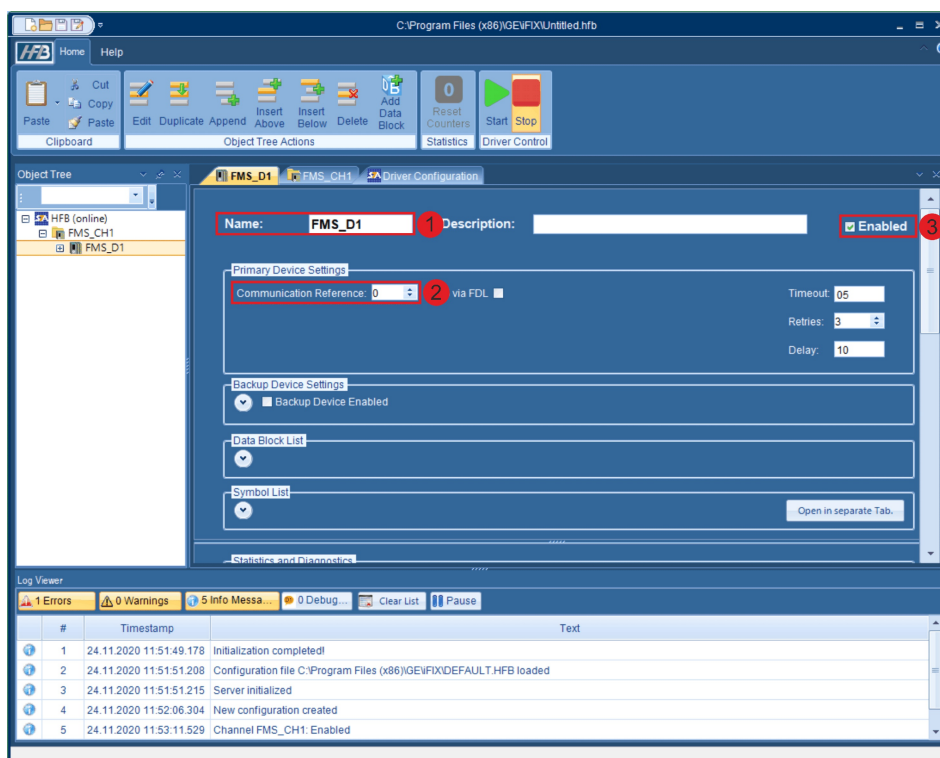 C:\Program Files (x86)\GE\iFIX\Untitled.hfb
HFB Home Help
Paste
Cut
Copy
Paste
Clipboard
Edit Duplicate Append Insert Above Insert Below Delete Add Data Block
Object Tree Actions
0
Reset Counters
Statistics
Start Stop
Driver Control
Object Tree
HFB (online)
FMS_CH1
FMS_D1
FMS_D1 FMS_CH1 Driver Configuration
Name: FMS_D1 1 Description: Enabled 3
Primary Device Settings
Communication Reference: 0 2 via FDL Timeout: 05
Retries: 3
Delay: 10
Backup Device Settings
Backup Device Enabled
Data Block List
Symbol List
Open in separate Tab.
Statistics and Diagnostics
Log Viewer
1 Errors 0 Warnings 5 Info Messa... 0 Debug... Clear List Pause
# Timestamp Text
1 24.11.2020 11:51:49.178 Initialization completed!
2 24.11.2020 11:51:51.208 Configuration file C:\Program Files (x86)\GE\iFIX\DEFAULT.HFB loaded
3 24.11.2020 11:51:51.215 Server initialized
4 24.11.2020 11:52:06.304 New configuration created
5 24.11.2020 11:53:11.529 Channel FMS_CH1: Enabled